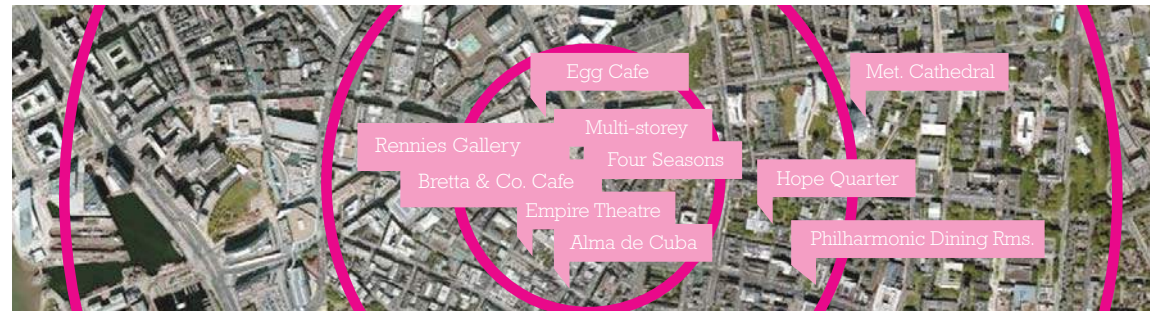 Egg Cafe
Met. Cathedral
Multi-storey
Rennies Gallery
Four Seasons
Bretta & Co. Cafe
Hope Quarter
Empire Theatre
Philharmonic Dining Rms.
Alma de Cuba